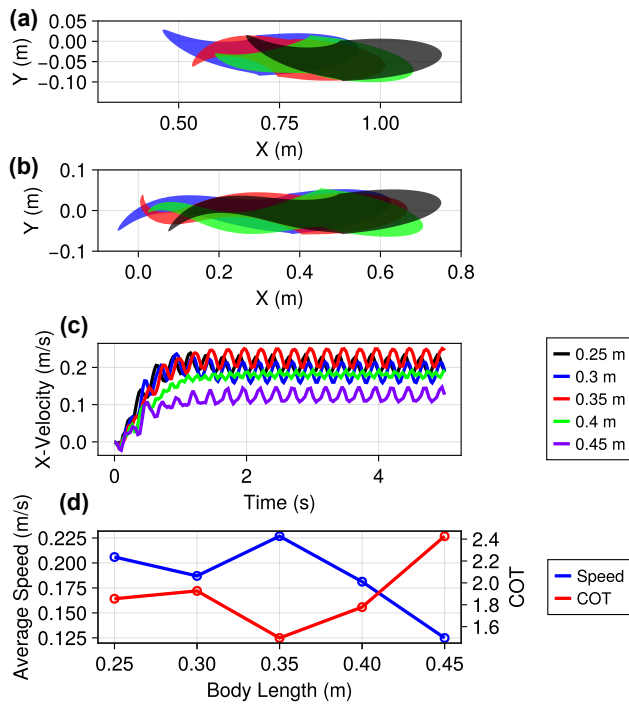 (a)
0.05
0.00
−0.05
−0.10
Y (m)
0.50 0.75 1.00
X (m)
(b)
0.1
0.0
−0.1
Y (m)
0.0 0.2 0.4 0.6 0.8
X (m)
(c)
0.2
0.1
0.0
X-Velocity (m/s)
0 2 4
Time (s)
0.25 m
0.3 m
0.35 m
0.4 m
0.45 m
(d)
0.225
0.200
0.175
0.150
0.125
Average Speed (m/s)
2.4
2.2
2.0
1.8
1.6
COT
0.25 0.30 0.35 0.40 0.45
Body Length (m)
Speed
COT